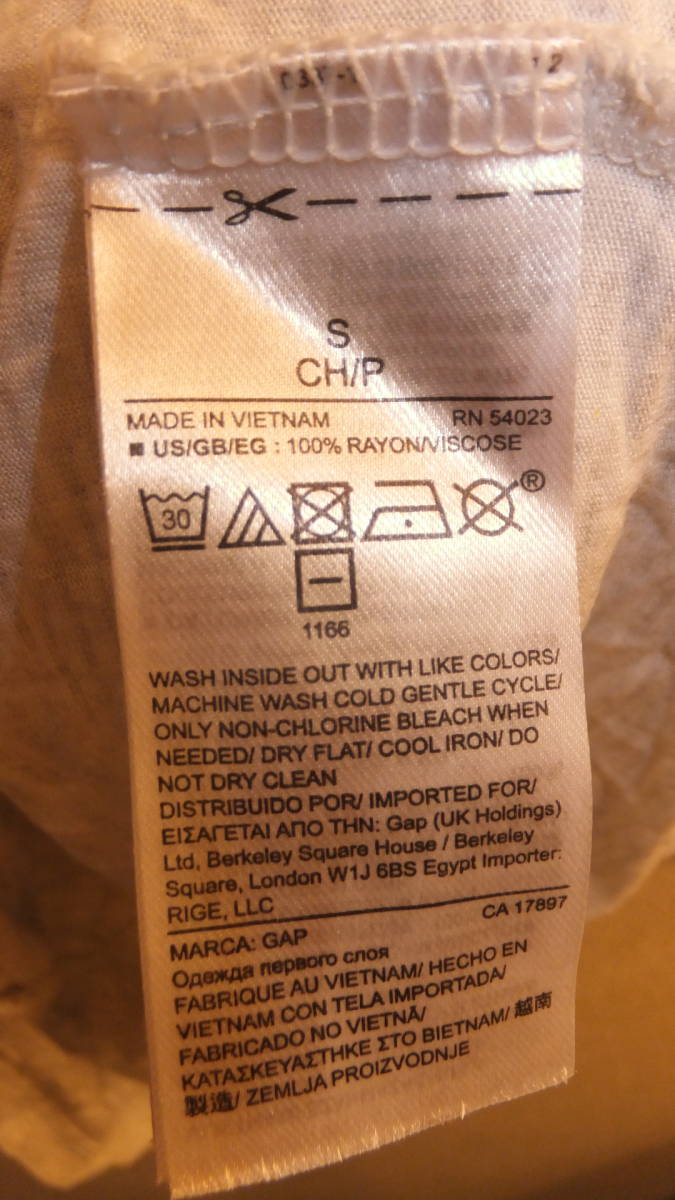 S
CH/P
MADE IN VIETNAM RN 54023
US/GB/EG : 100% RAYON/VISCOSE
30 ®
1166
WASH INSIDE OUT WITH LIKE COLORS/
MACHINE WASH COLD GENTLE CYCLE/
ONLY NON-CHLORINE BLEACH WHEN
NEEDED/ DRY FLAT/ COOL IRON/ DO
NOT DRY CLEAN
DISTRIBUIDO POR/ IMPORTED FOR/
ΕΙΣΑΓΕΤΑΙ ΑΠΟ ΤΗΝ: Gap (UK Holdings)
Ltd, Berkeley Square House / Berkeley
Square, London W1J 6BS Egypt Importer:
RIGE, LLC
CA 17897
MARCA: GAP
Одежда первого слоя
FABRIQUE AU VIETNAM/ HECHO EN
VIETNAM CON TELA IMPORTADA/
FABRICADO NO VIETNÃ/
ΚΑΤΑΣΚΕΥΑΣΤΗΚΕ ΣΤΟ ΒΙΕΤΝΑΜ/ 越南
製造/ ZEMLJA PROIZVODNJE